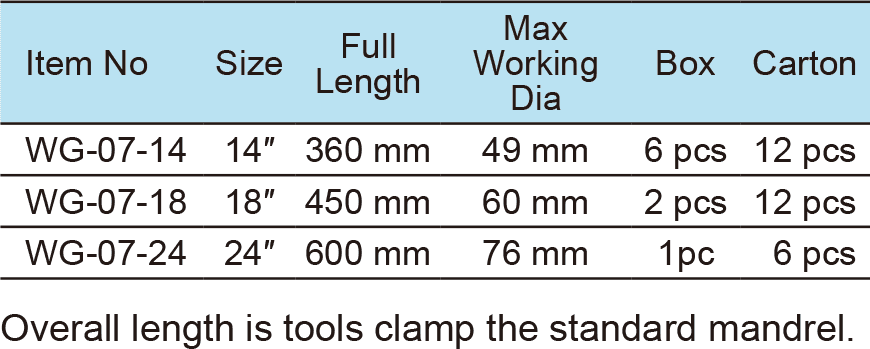 Item No Size Full Length Max Working Dia Box Carton
WG-07-14 14″ 360 mm 49 mm 6 pcs 12 pcs
WG-07-18 18″ 450 mm 60 mm 2 pcs 12 pcs
WG-07-24 24″ 600 mm 76 mm 1pc 6 pcs
Overall length is tools clamp the standard mandrel.